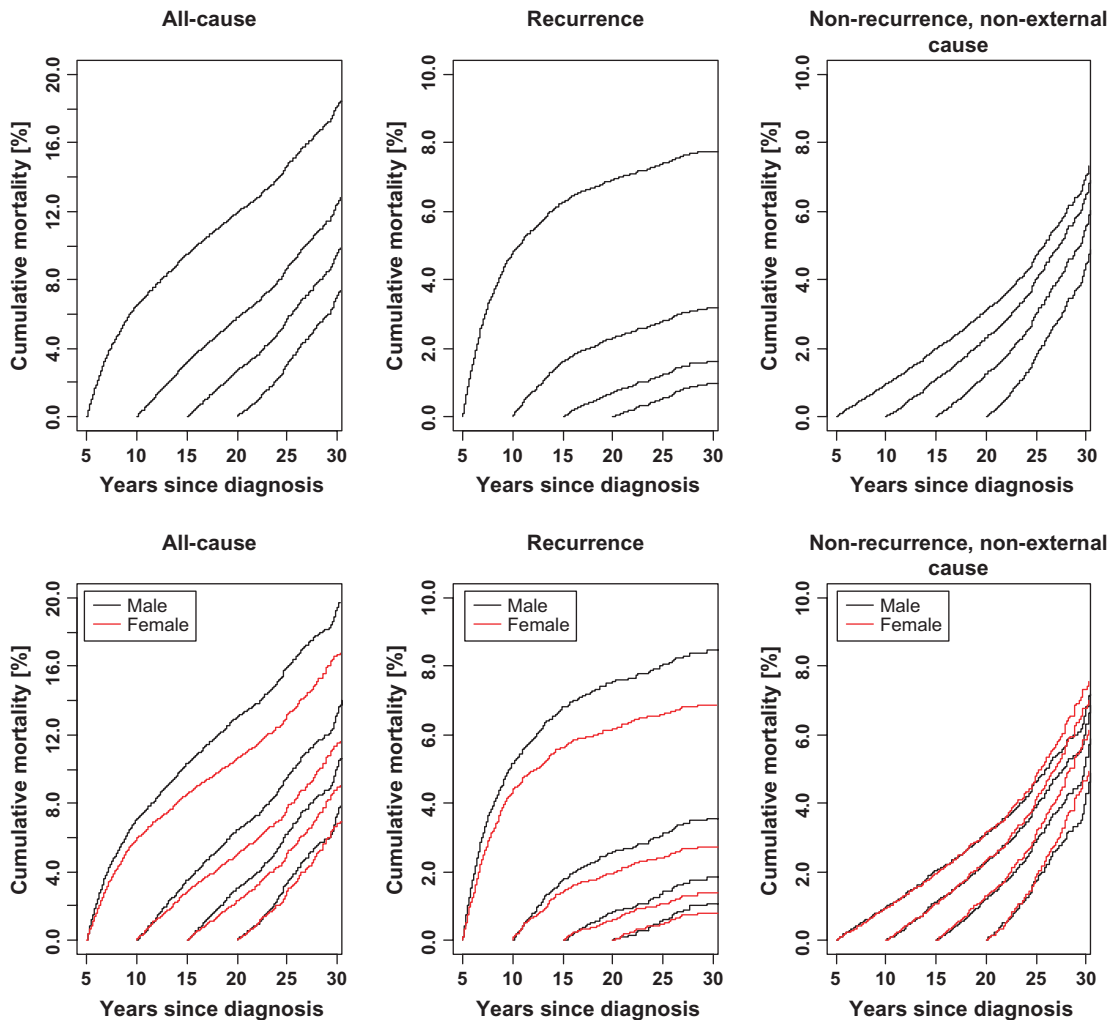 All-cause
Cumulative mortality [%]
20.0
16.0
12.0
8.0
4.0
0.0
5 10 15 20 25 30
Years since diagnosis
Recurrence
Cumulative mortality [%]
10.0
8.0
6.0
4.0
2.0
0.0
5 10 15 20 25 30
Years since diagnosis
Non-recurrence, non-external
cause
Cumulative mortality [%]
10.0
8.0
6.0
4.0
2.0
0.0
5 10 15 20 25 30
Years since diagnosis
All-cause
Male
Female
Cumulative mortality [%]
20.0
16.0
12.0
8.0
4.0
0.0
5 10 15 20 25 30
Years since diagnosis
Recurrence
Male
Female
Cumulative mortality [%]
10.0
8.0
6.0
4.0
2.0
0.0
5 10 15 20 25 30
Years since diagnosis
Non-recurrence, non-external
cause
Male
Female
Cumulative mortality [%]
10.0
8.0
6.0
4.0
2.0
0.0
5 10 15 20 25 30
Years since diagnosis